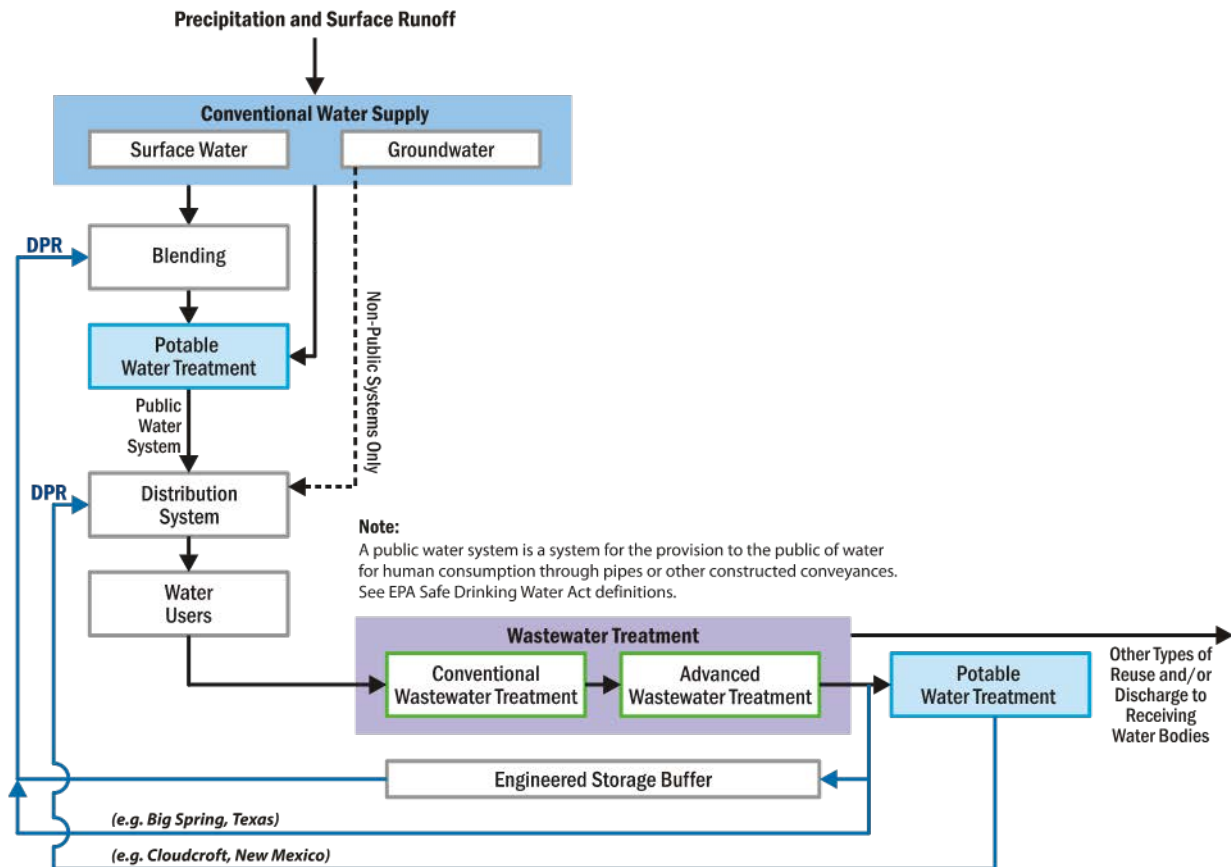 Precipitation and Surface Runoff
Conventional Water Supply
Surface Water
Groundwater
DPR
Blending
Potable
Water Treatment
Non-Public Systems Only
Public
Water
System
DPR
Distribution
System
Note:
A public water system is a system for the provision to the public of water
for human consumption through pipes or other constructed conveyances.
See EPA Safe Drinking Water Act definitions.
Water
Users
Wastewater Treatment
Conventional
Wastewater Treatment
Advanced
Wastewater Treatment
Potable
Water Treatment
Other Types of
Reuse and/or
Discharge to
Receiving
Water Bodies
Engineered Storage Buffer
(e.g. Big Spring, Texas)
(e.g. Cloudcroft, New Mexico)